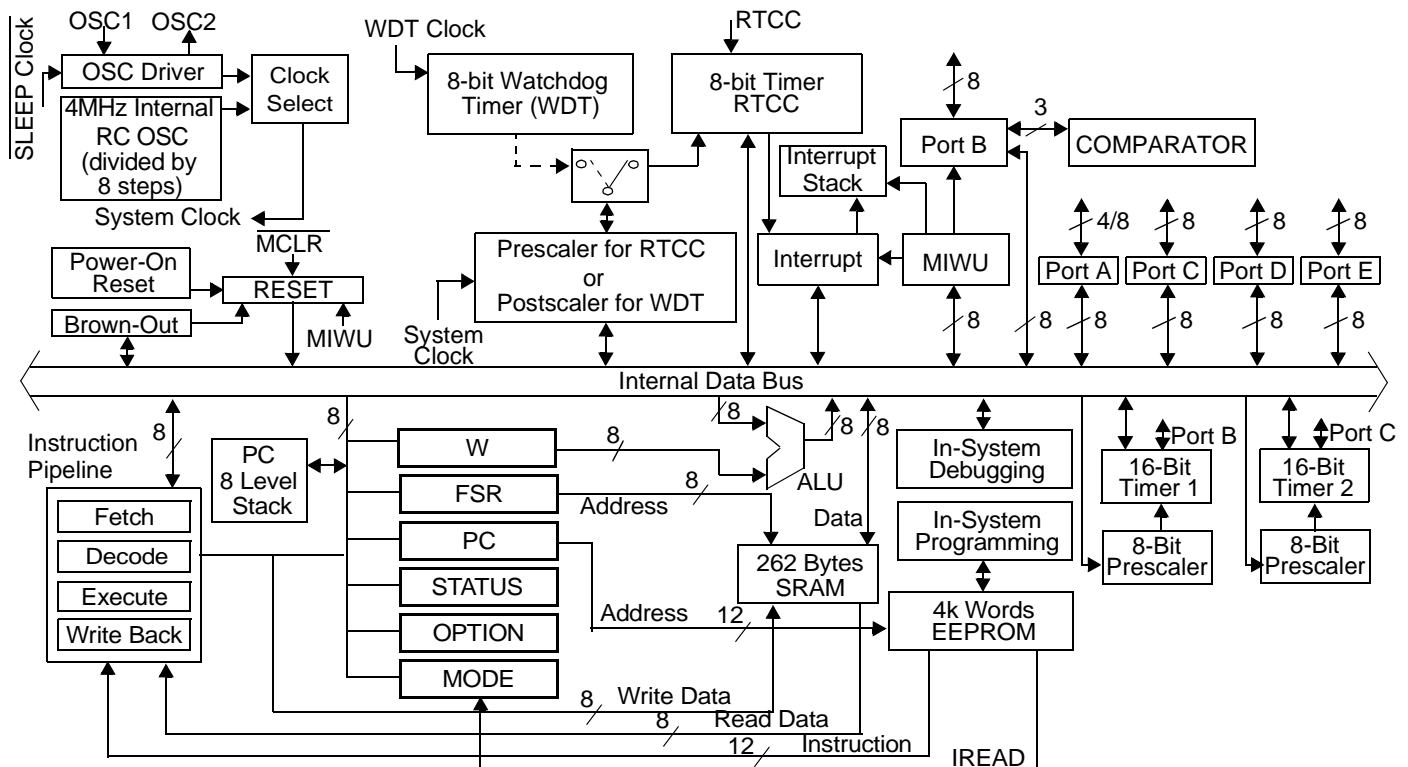 OSC1
OSC2
SLEEP Clock
OSC Driver
Clock
Select
4MHz Internal
RC OSC
(divided by
8 steps)
System Clock
WDT Clock
8-bit Watchdog
Timer (WDT)
RTCC
8-bit Timer
RTCC
8
Port B
3
COMPARATOR
Interrupt
Stack
Interrupt
MIWU
4/8
8
8
8
Port A
Port C
Port D
Port E
8
8
8
8
8
8
MCLR
Power-On
Reset
RESET
Brown-Out
MIWU
Prescaler for RTCC
or
Postscaler for WDT
System
Clock
Internal Data Bus
8
Instruction
Pipeline
Fetch
Decode
Execute
Write Back
PC
8 Level
Stack
8
W
FSR
PC
STATUS
OPTION
MODE
8
8
Address
8
8
8
ALU
Data
262 Bytes
SRAM
Address
12
In-System
Debugging
In-System
Programming
4k Words
EEPROM
Port B
16-Bit
Timer 1
8-Bit
Prescaler
Port C
16-Bit
Timer 2
8-Bit
Prescaler
8
Write Data
8
Read Data
12
Instruction
IREAD